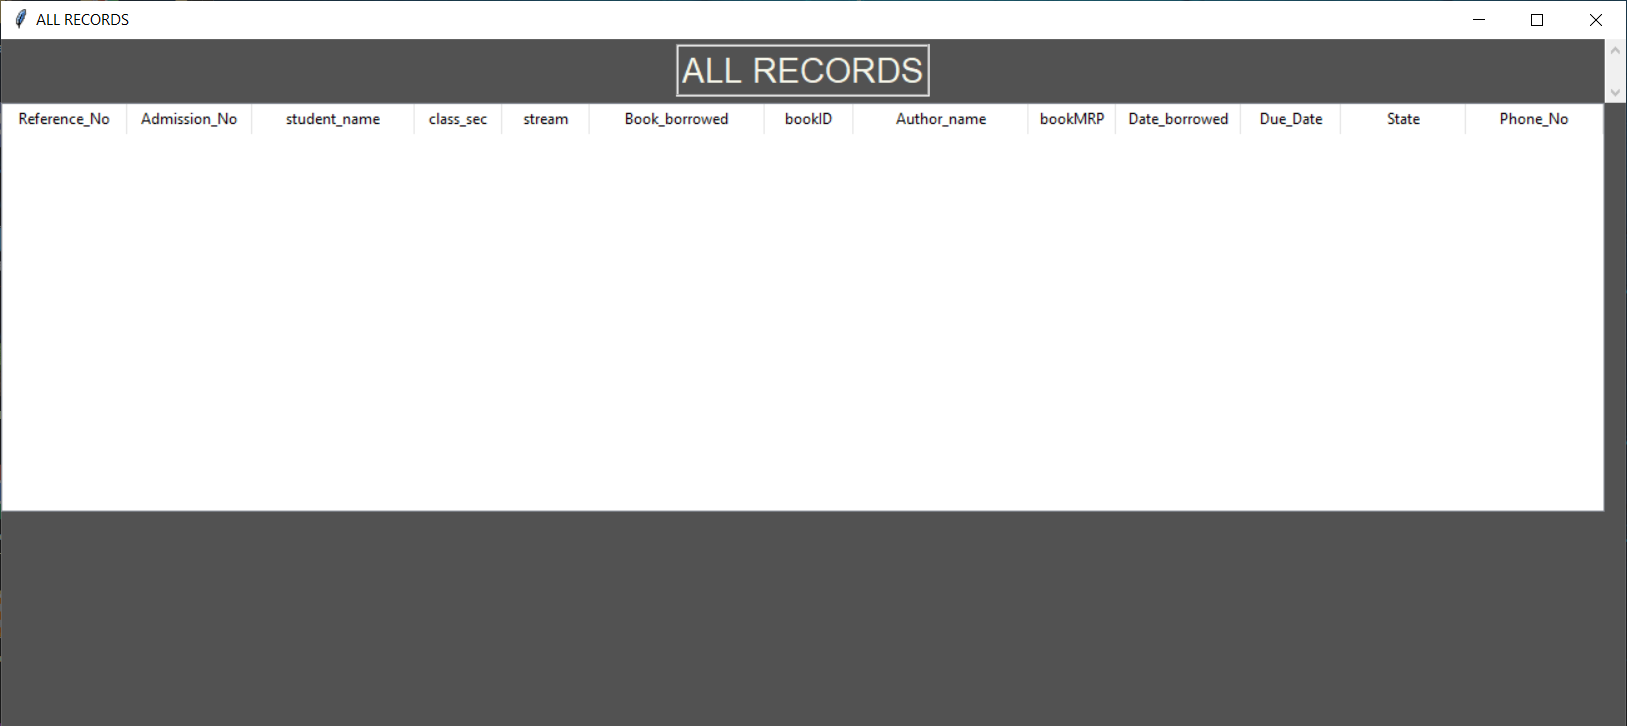 ALL RECORDS
ALL RECORDS
Reference_No Admission_No student_name class_sec stream Book_borrowed bookID Author_name bookMRP Date_borrowed Due_Date State Phone_No